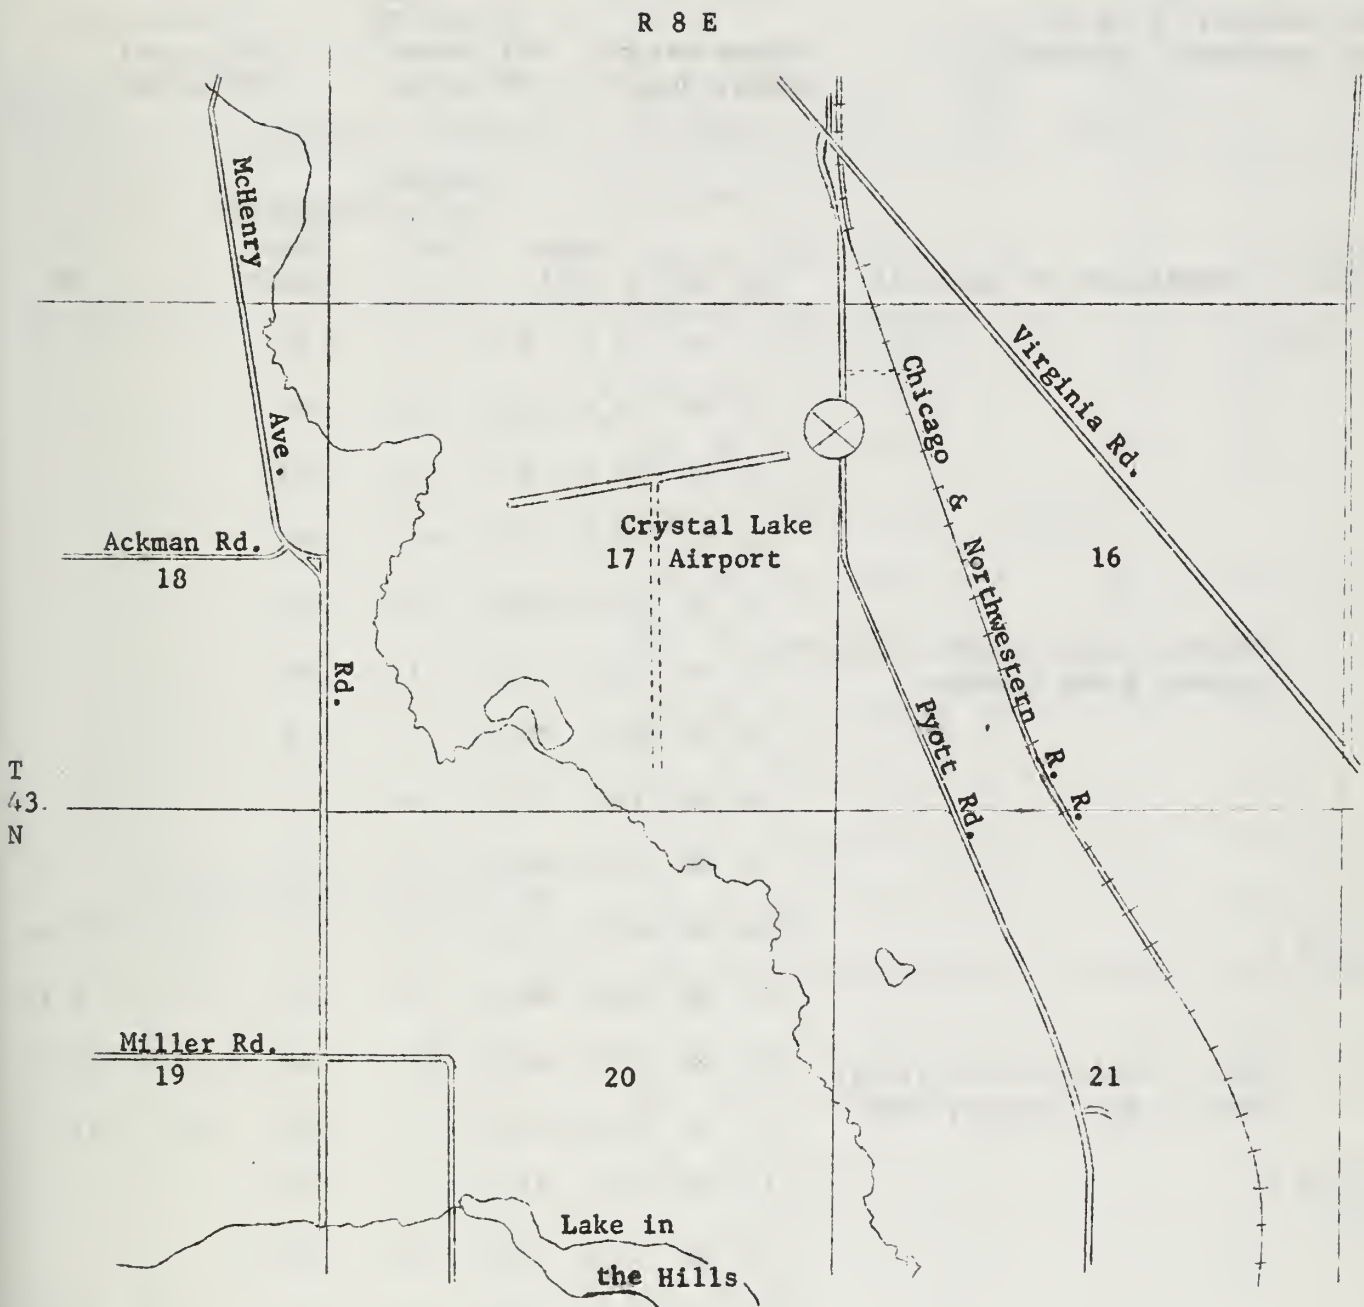 R 8 E
McHenry
Ave.
Virginia Rd.
Chicago & Northwestern R. R.
Crystal Lake
17 Airport
Ackman Rd.
18
16
Rd.
Pyott Rd.
T
43.
N
Miller Rd.
19
20
21
Lake in
the Hills